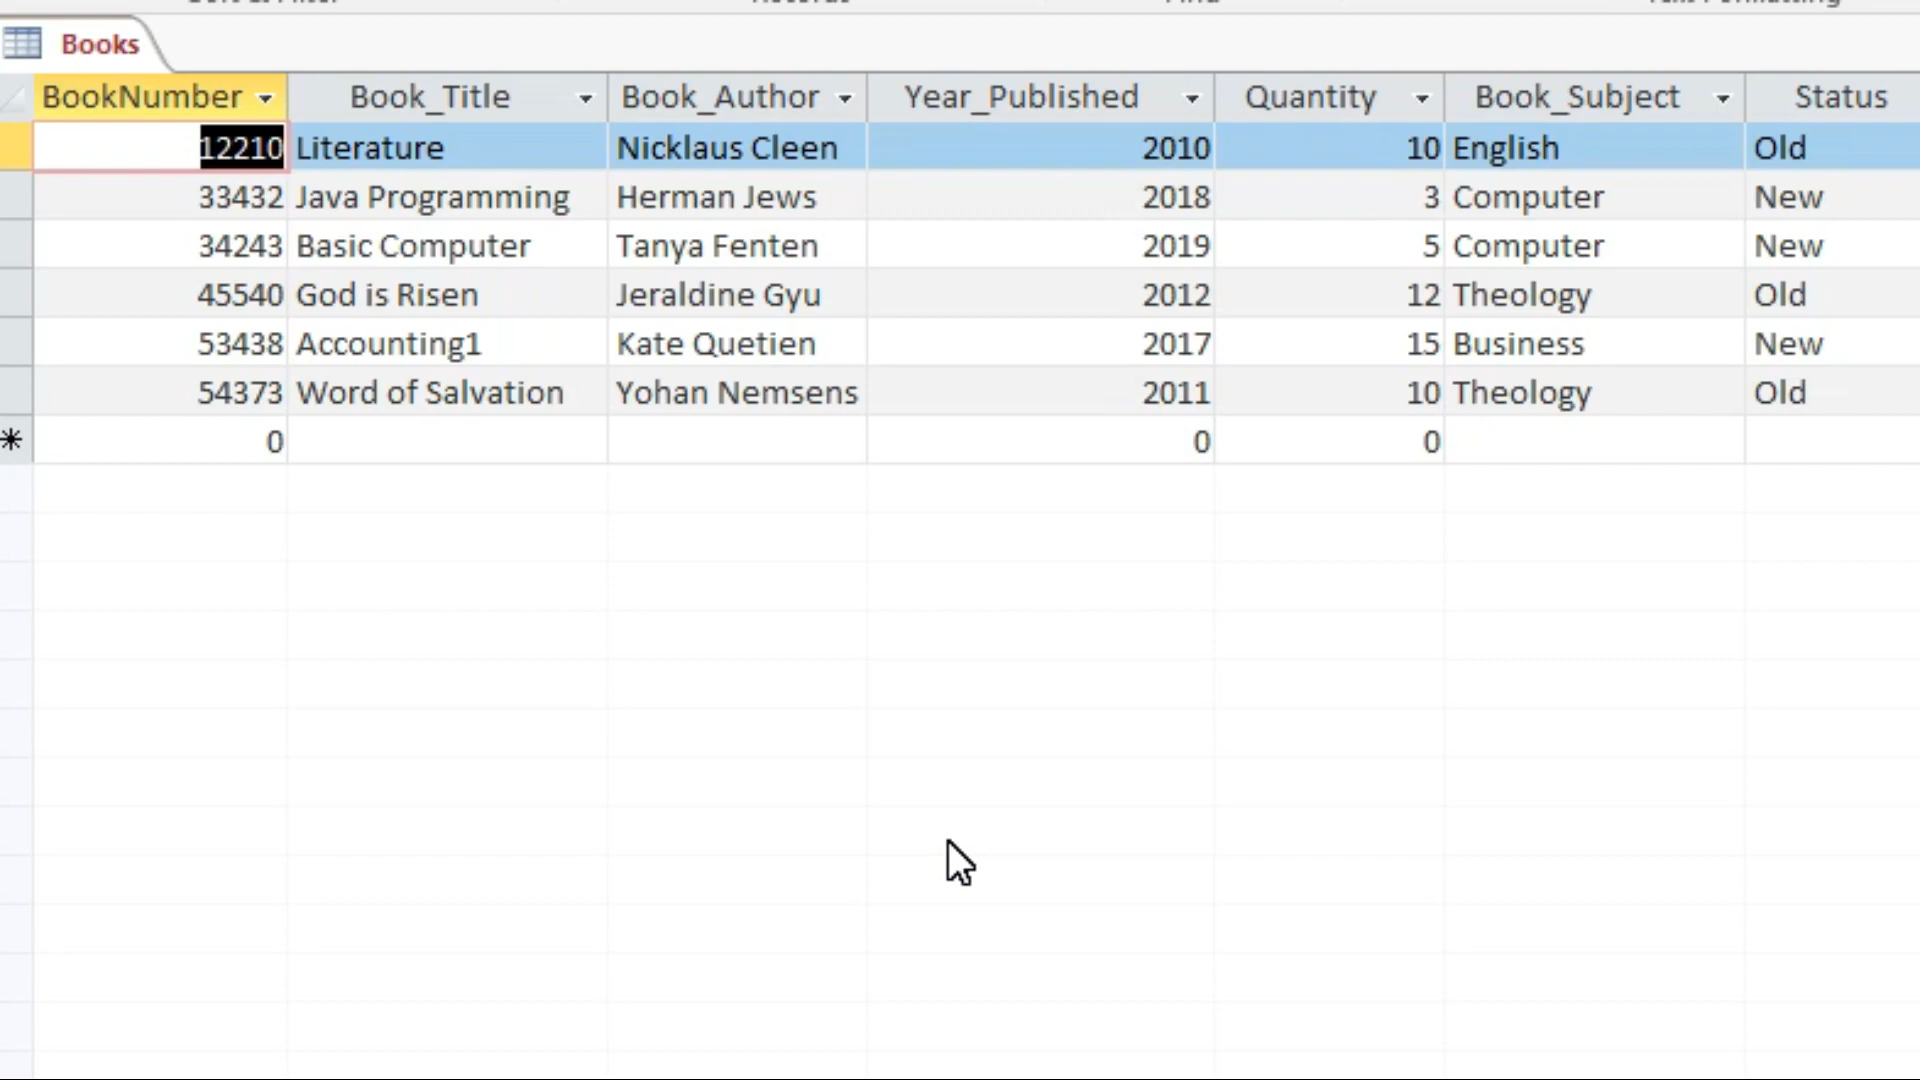 Books
BookNumber Book_Title Book_Author Year_Published Quantity Book_Subject Status
12210 Literature Nicklaus Cleen 2010 10 English Old
33432 Java Programming Herman Jews 2018 3 Computer New
34243 Basic Computer Tanya Fenten 2019 5 Computer New
45540 God is Risen Jeraldine Gyu 2012 12 Theology Old
53438 Accounting1 Kate Quetien 2017 15 Business New
54373 Word of Salvation Yohan Nemsens 2011 10 Theology Old
0 0 0